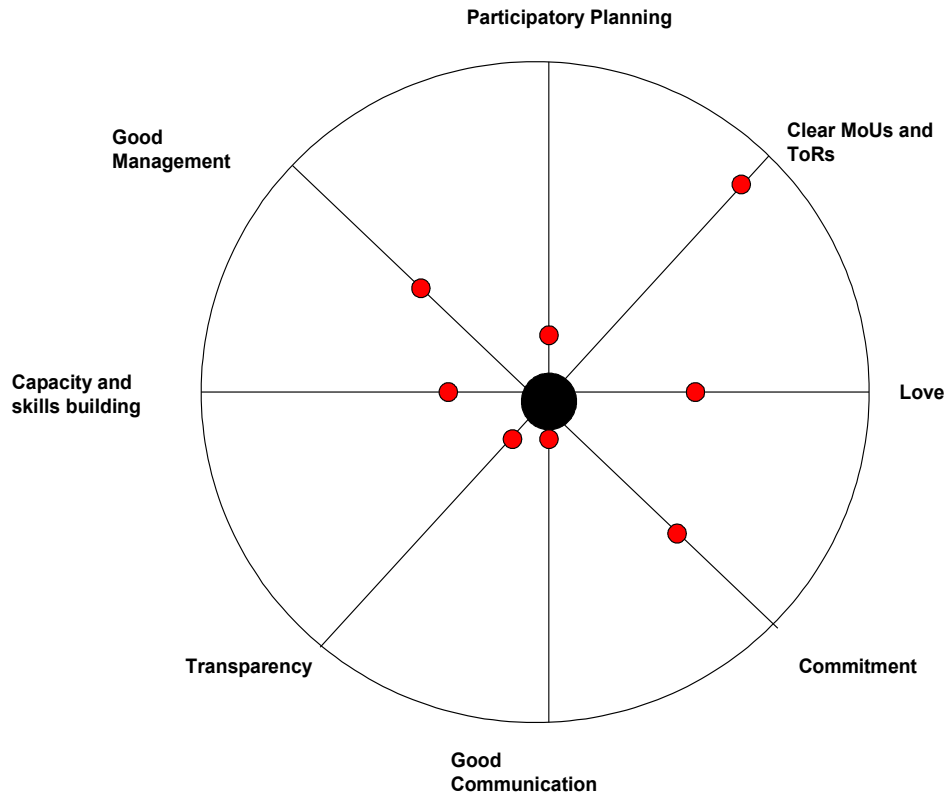 Participatory Planning
Good
Management
Clear MoUs and
ToRs
Capacity and
skills building
Love
Transparency
Commitment
Good
Communication